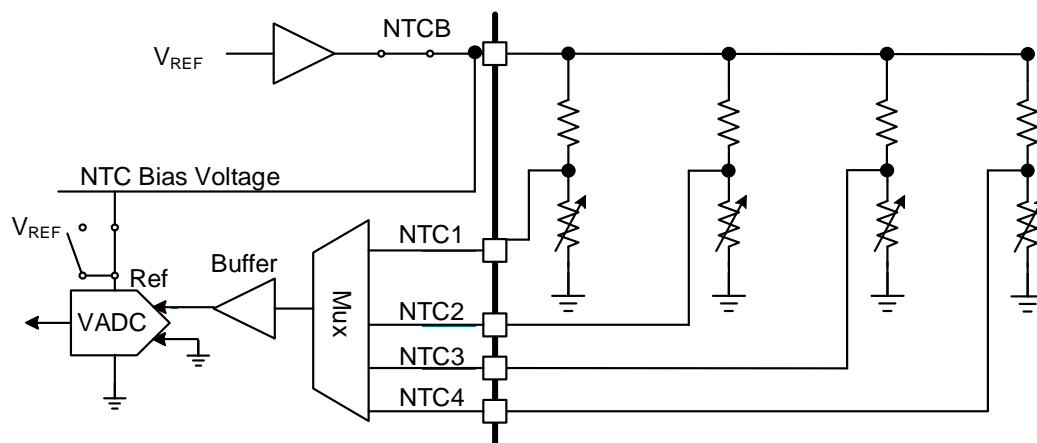 NTCB
VREF
NTC Bias Voltage
VREF
Ref
Buffer
NTC1
VADC
Mux
NTC2
NTC3
NTC4